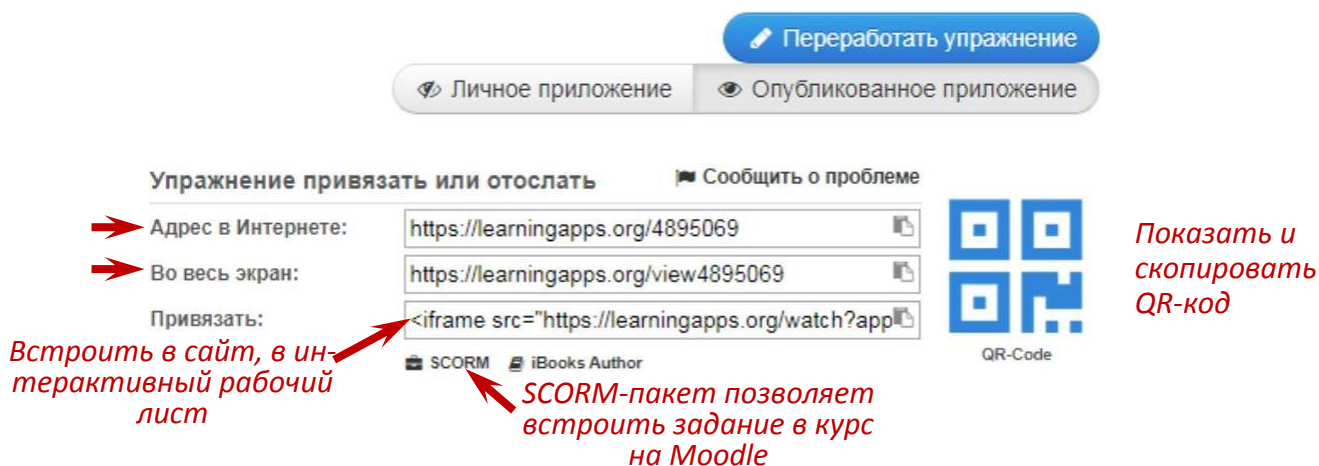 Переработать упражнение
Личное приложение
Опубликованное приложение
Упражнение привязать или отослать
Сообщить о проблеме
Адрес в Интернете:
https://learningapps.org/4895069
Во весь экран:
https://learningapps.org/view4895069
Привязать:
<iframe src="https://learningapps.org/watch?app
SCORM
iBooks Author
QR-Code
Показать и
скопировать
QR-код
Встроить в сайт, в ин-
терактивный рабочий
лист
SCORM-пакет позволяет
встроить задание в курс
на Moodle